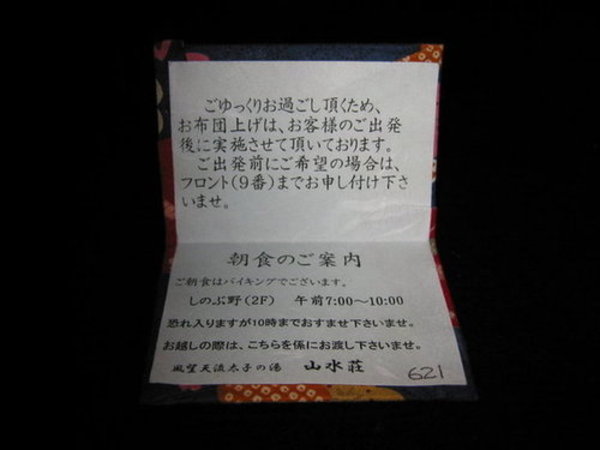 ごゆっくりお過ごし頂くため、
お布団上げは、お客様のご出発
後に実施させて頂いております。
ご出発前にご希望の場合は、
フロント(9番)までお申し付け下さ
いませ。
朝食のご案内
ご朝食はバイキングでございます。
しのぶ野(2F) 午前7:00～10:00
恐れ入りますが10時までおすませ下さいませ。
お越しの際は、こちらを係にお渡し下さいませ。
風望天流太子の湯 山水荘
621